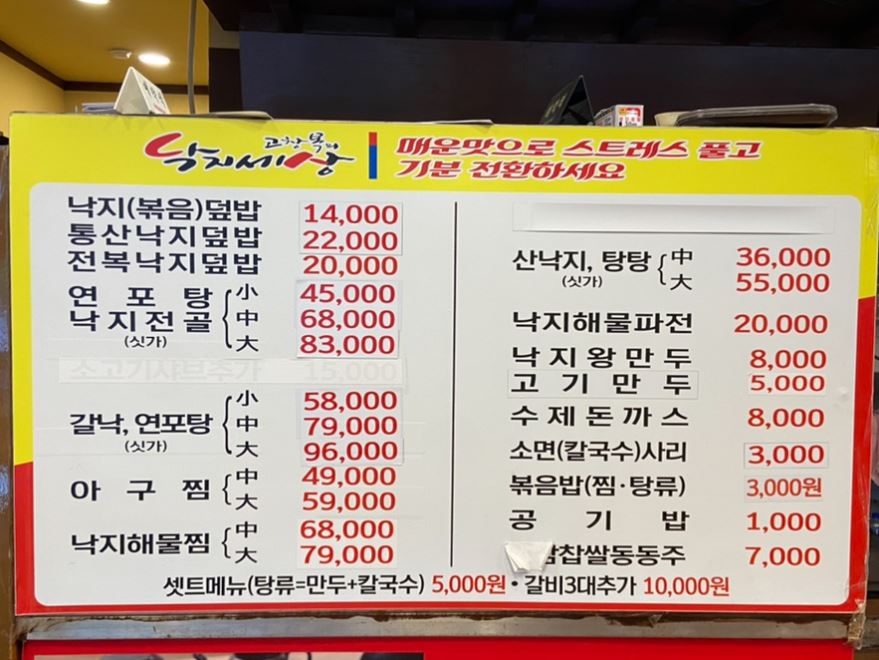 낙지세상
매운맛으로 스트레스 풀고
기분 전환하세요
낙지(볶음)덮밥 14,000
통산낙지덮밥 22,000
전복낙지덮밥 20,000
연포탕
낙지전골
(싯가)
小 45,000
中 68,000
大 83,000
소고기샤브추가 15,000
갈낙, 연포탕
(싯가)
小 58,000
中 79,000
大 96,000
아구찜
中 49,000
大 59,000
낙지해물찜
中 68,000
大 79,000
산낙지, 탕탕
(싯가)
中 36,000
大 55,000
낙지해물파전 20,000
낙지왕만두 8,000
고기만두 5,000
수제돈까스 8,000
소면(칼국수)사리 3,000
볶음밥(찜·탕류) 3,000원
공기밥 1,000
찹쌀동동주 7,000
셋트메뉴(탕류=만두+칼국수) 5,000원 • 갈비3대추가 10,000원